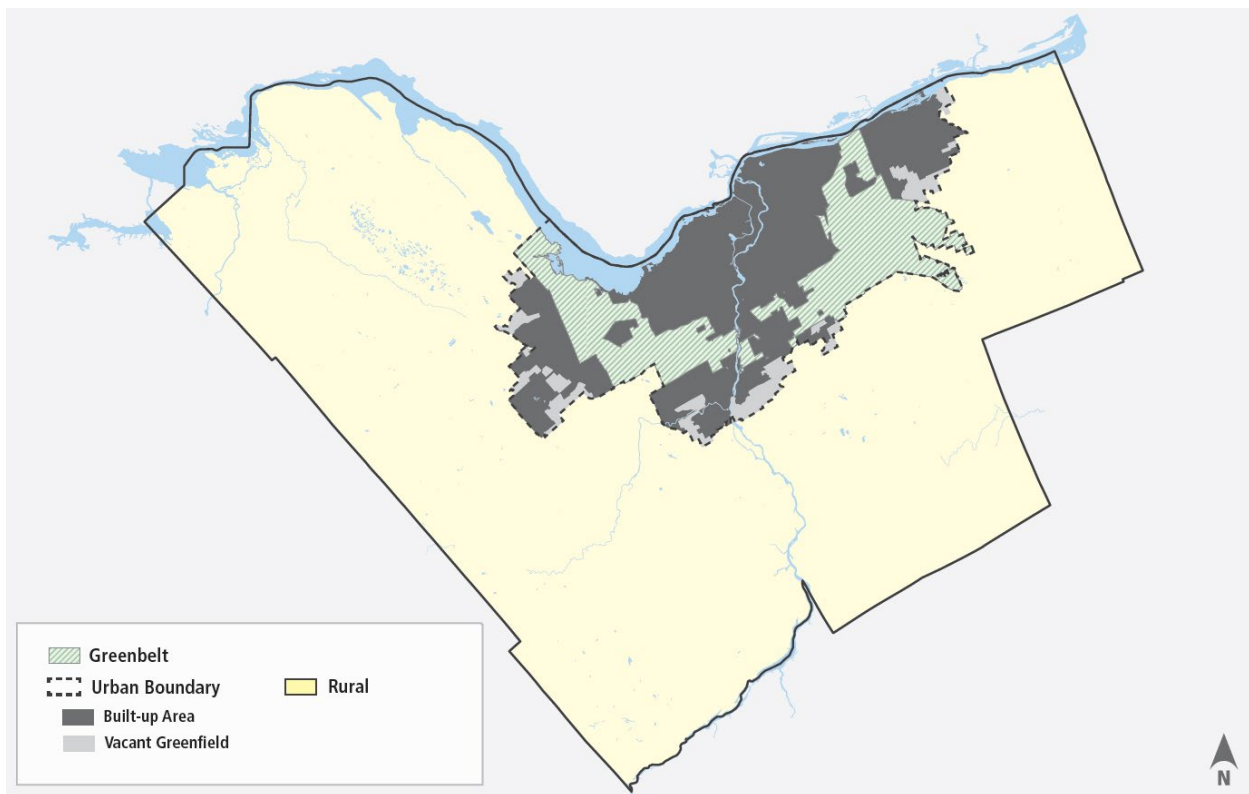 Greenbelt
Urban Boundary
Rural
Built-up Area
Vacant Greenfield
N